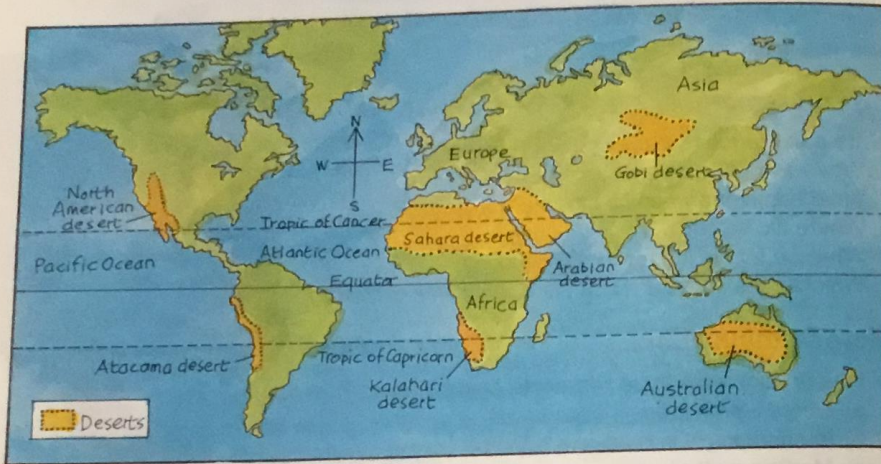 Asia
N
W
E
S
Europe
Gobi desert
North
American
desert
Tropic of Cancer
Sahara desert
Atlantic Ocean
Arabian
desert
Pacific Ocean
Equator
Africa
Atacama desert
Tropic of Capricorn
Kalahari
desert
Australian
desert
Deserts